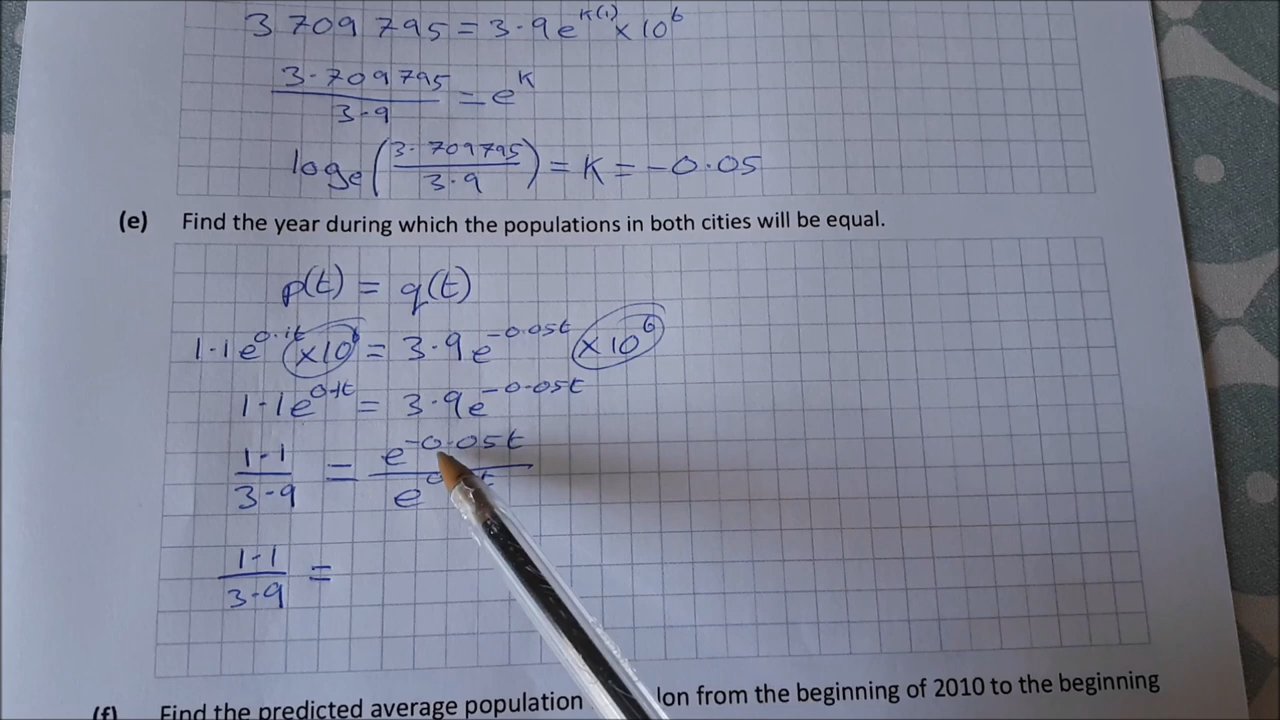 3 709 795 = 3.9e^k(1) × 10^6
3.709795/3.9 = e^k
log_e(3.709795/3.9) = k = -0.05
(e) Find the year during which the populations in both cities will be equal.
p(t) = q(t)
1.1e^0.1t ×10^6 = 3.9e^-0.05t ×10^6
1.1e^0.1t = 3.9e^-0.05t
1.1/3.9 = e^-0.05t/e
1.1/3.9 =
(f) Find the predicted average population from the beginning of 2010 to the beginning